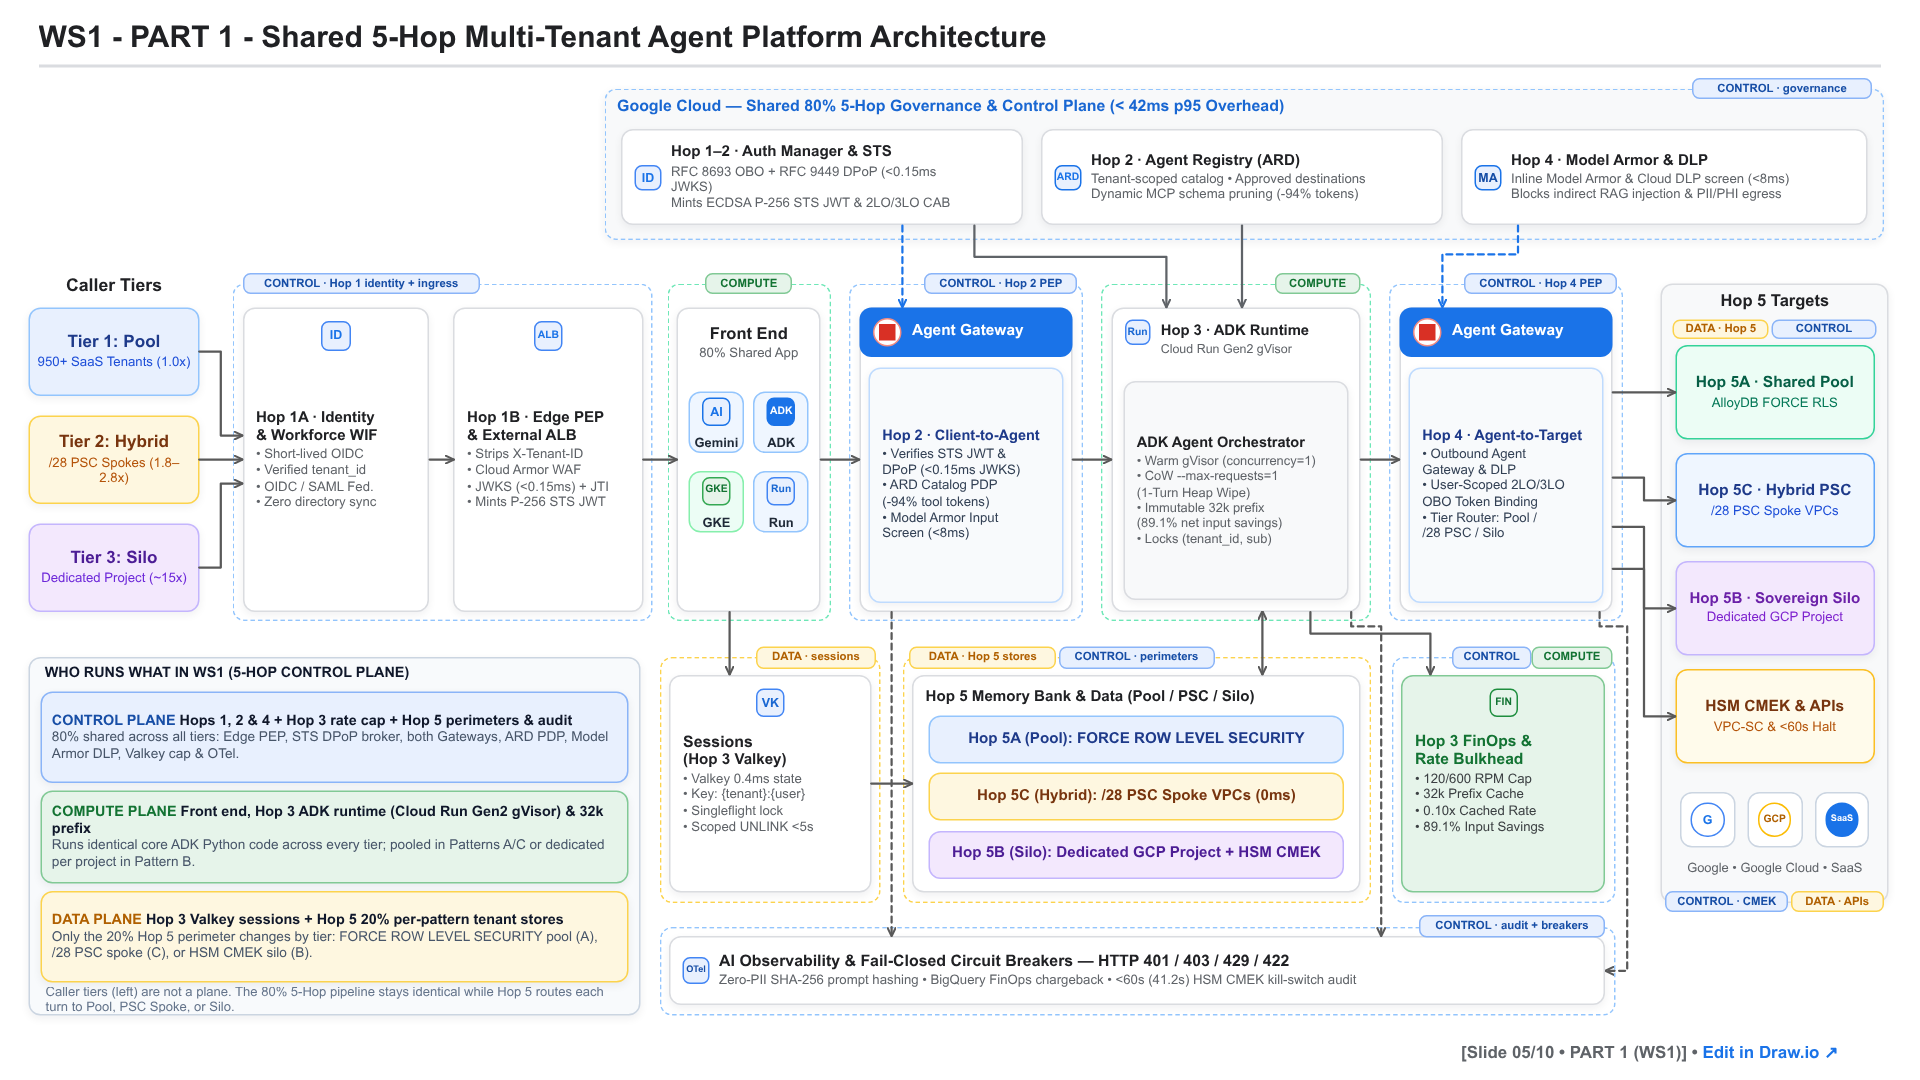 WS1 - PART 1 - Shared 5-Hop Multi-Tenant Agent Platform Architecture
CONTROL · governance
Google Cloud — Shared 80% 5-Hop Governance & Control Plane (< 42ms p95 Overhead)
ID
Hop 1–2 · Auth Manager & STS
RFC 8693 OBO + RFC 9449 DPoP (<0.15ms
JWKS)
Mints ECDSA P-256 STS JWT & 2LO/3LO CAB
ARD
Hop 2 · Agent Registry (ARD)
Tenant-scoped catalog • Approved destinations
Dynamic MCP schema pruning (-94% tokens)
MA
Hop 4 · Model Armor & DLP
Inline Model Armor & Cloud DLP screen (<8ms)
Blocks indirect RAG injection & PII/PHI egress
Caller Tiers
Tier 1: Pool
950+ SaaS Tenants (1.0x)
Tier 2: Hybrid
/28 PSC Spokes (1.8–
2.8x)
Tier 3: Silo
Dedicated Project (~15x)
CONTROL · Hop 1 identity + ingress
ID
Hop 1A · Identity
& Workforce WIF
• Short-lived OIDC
• Verified tenant_id
• OIDC / SAML Fed.
• Zero directory sync
ALB
Hop 1B · Edge PEP
& External ALB
• Strips X-Tenant-ID
• Cloud Armor WAF
• JWKS (<0.15ms) + JTI
• Mints P-256 STS JWT
COMPUTE
Front End
80% Shared App
AI
Gemini
ADK
ADK
GKE
GKE
Run
Run
CONTROL · Hop 2 PEP
Agent Gateway
Hop 2 · Client-to-Agent
• Verifies STS JWT &
DPoP (<0.15ms JWKS)
• ARD Catalog PDP
(-94% tool tokens)
• Model Armor Input
Screen (<8ms)
COMPUTE
Run
Hop 3 · ADK Runtime
Cloud Run Gen2 gVisor
ADK Agent Orchestrator
• Warm gVisor (concurrency=1)
• CoW --max-requests=1
(1-Turn Heap Wipe)
• Immutable 32k prefix
(89.1% net input savings)
• Locks (tenant_id, sub)
CONTROL · Hop 4 PEP
Agent Gateway
Hop 4 · Agent-to-Target
• Outbound Agent
Gateway & DLP
• User-Scoped 2LO/3LO
OBO Token Binding
• Tier Router: Pool /
/28 PSC / Silo
Hop 5 Targets
DATA · Hop 5
CONTROL
Hop 5A · Shared Pool
AlloyDB FORCE RLS
Hop 5C · Hybrid PSC
/28 PSC Spoke VPCs
Hop 5B · Sovereign Silo
Dedicated GCP Project
HSM CMEK & APIs
VPC-SC & <60s Halt
G
GCP
SaaS
Google • Google Cloud • SaaS
CONTROL · CMEK
DATA · APIs
WHO RUNS WHAT IN WS1 (5-HOP CONTROL PLANE)
CONTROL PLANE Hops 1, 2 & 4 + Hop 3 rate cap + Hop 5 perimeters & audit
80% shared across all tiers: Edge PEP, STS DPoP broker, both Gateways, ARD PDP, Model
Armor DLP, Valkey cap & OTel.
COMPUTE PLANE Front end, Hop 3 ADK runtime (Cloud Run Gen2 gVisor) & 32k
prefix
Runs identical core ADK Python code across every tier; pooled in Patterns A/C or dedicated
per project in Pattern B.
DATA PLANE Hop 3 Valkey sessions + Hop 5 20% per-pattern tenant stores
Only the 20% Hop 5 perimeter changes by tier: FORCE ROW LEVEL SECURITY pool (A),
/28 PSC spoke (C), or HSM CMEK silo (B).
Caller tiers (left) are not a plane. The 80% 5-Hop pipeline stays identical while Hop 5 routes each
turn to Pool, PSC Spoke, or Silo.
DATA · sessions
VK
Sessions
(Hop 3 Valkey)
• Valkey 0.4ms state
• Key: {tenant}:{user}
• Singleflight lock
• Scoped UNLINK <5s
DATA · Hop 5 stores
CONTROL · perimeters
Hop 5 Memory Bank & Data (Pool / PSC / Silo)
Hop 5A (Pool): FORCE ROW LEVEL SECURITY
Hop 5C (Hybrid): /28 PSC Spoke VPCs (0ms)
Hop 5B (Silo): Dedicated GCP Project + HSM CMEK
CONTROL
COMPUTE
FIN
Hop 3 FinOps &
Rate Bulkhead
• 120/600 RPM Cap
• 32k Prefix Cache
• 0.10x Cached Rate
• 89.1% Input Savings
CONTROL · audit + breakers
OTel
AI Observability & Fail-Closed Circuit Breakers — HTTP 401 / 403 / 429 / 422
Zero-PII SHA-256 prompt hashing • BigQuery FinOps chargeback • <60s (41.2s) HSM CMEK kill-switch audit
[Slide 05/10 • PART 1 (WS1)] • Edit in Draw.io ↗